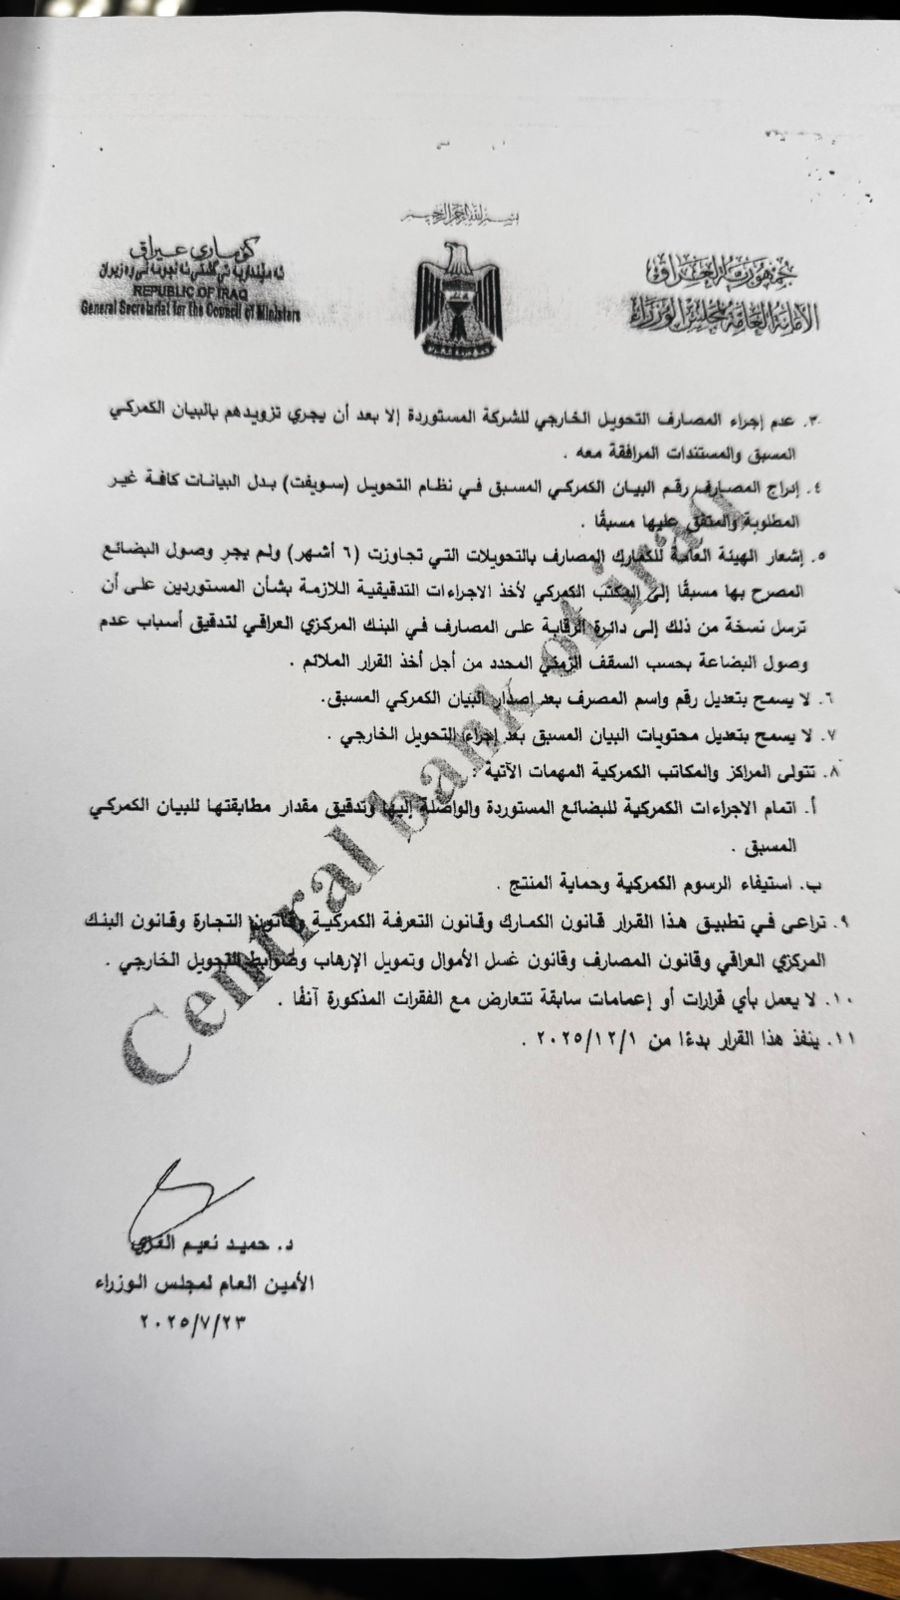 بسم الله الرحمن الرحيم
جمهورية العراق
الأمانة العامة لمجلس الوزراء
كۆماری عیراق
REPUBLIC OF IRAQ
General Secretariat for the Council of Ministers
٣. عدم إجراء المصارف التحويل الخارجي للشركة المستوردة إلا بعد أن يجري تزويدهم بالبيان الكمركي
المسبق والمستندات المرافقة معه .
٤. إدراج المصارف رقم البيان الكمركي المسبق في نظام التحويل (سويفت) بدل البيانات كافة غير
المطلوبة والمتفق عليها مسبقًا .
٥. إشعار الهيئة العامة للكمارك المصارف بالتحويلات التي تجاوزت (٦ أشهر) ولم يجرِ وصول البضائع
المصرح بها مسبقًا إلى المكتب الكمركي لأخذ الاجراءات التدقيقية اللازمة بشأن المستوردين على أن
ترسل نسخة من ذلك إلى دائرة الرقابة على المصارف في البنك المركزي العراقي لتدقيق أسباب عدم
وصول البضاعة بحسب السقف الزمني المحدد من أجل أخذ القرار الملائم .
٦. لا يسمح بتعديل رقم واسم المصرف بعد إصدار البيان الكمركي المسبق.
٧. لا يسمح بتعديل محتويات البيان المسبق بعد إجراء التحويل الخارجي .
٨. تتولى المراكز والمكاتب الكمركية المهمات الآتية :
أ. اتمام الاجراءات الكمركية للبضائع المستوردة والواصلة إليها وتدقيق مقدار مطابقتها للبيان الكمركي
المسبق .
ب. استيفاء الرسوم الكمركية وحماية المنتج .
٩. تراعى في تطبيق هذا القرار قانون الكمارك وقانون التعرفة الكمركية وقانون التجارة وقانون البنك
المركزي العراقي وقانون المصارف وقانون غسل الأموال وتمويل الإرهاب وضوابط التحويل الخارجي .
١٠. لا يعمل بأي قرارات أو إعمامات سابقة تتعارض مع الفقرات المذكورة آنفًا .
١١. ينفذ هذا القرار بدءًا من ٢٠٢٥/١٢/١ .
Central bank of Iraq
د. حميد نعيم الغزي
الأمين العام لمجلس الوزراء
٢٠٢٥/٧/٢٣